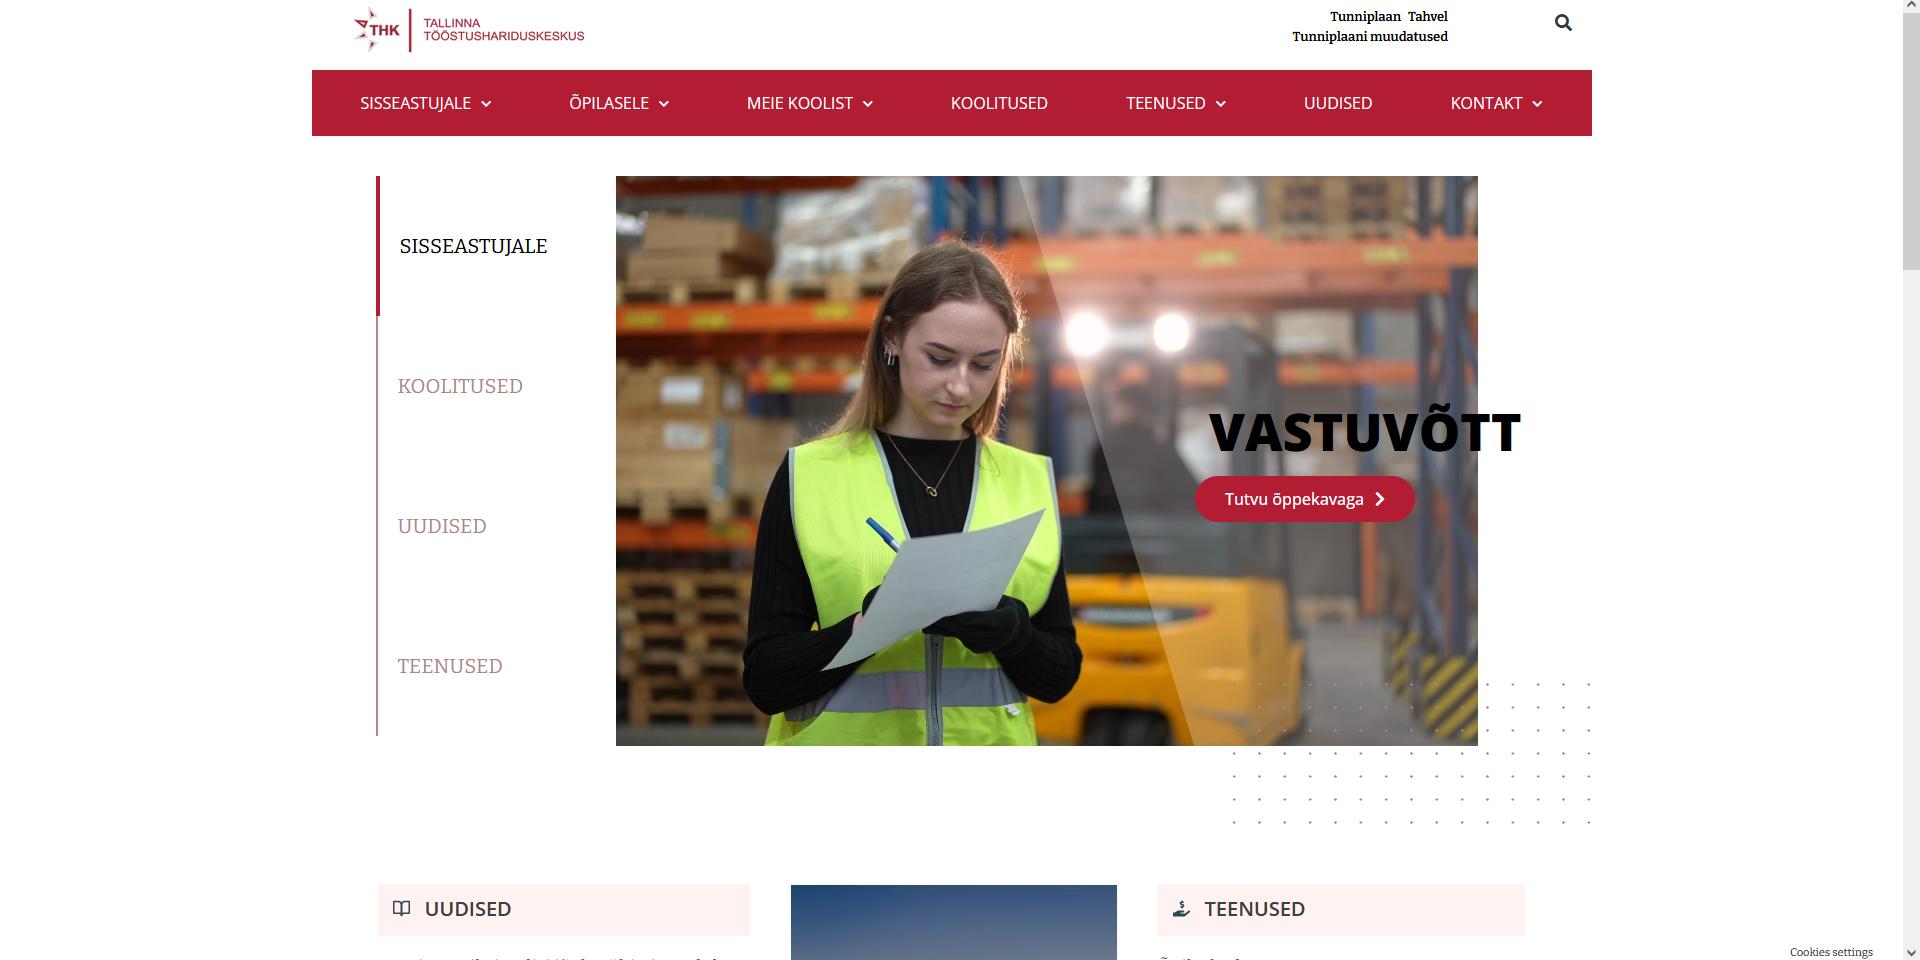 THK
TALLINNA
TÖÖSTUSHARIDUSKESKUS
Tunniplaan Tahvel
Tunniplaani muudatused
SISSEASTUJALE
ÕPILASELE
MEIE KOOLIST
KOOLITUSED
TEENUSED
UUDISED
KONTAKT
SISSEASTUJALE
KOOLITUSED
UUDISED
TEENUSED
VASTUVÕTT
Tutvu õppekavaga
UUDISED
TEENUSED
Cookies settings